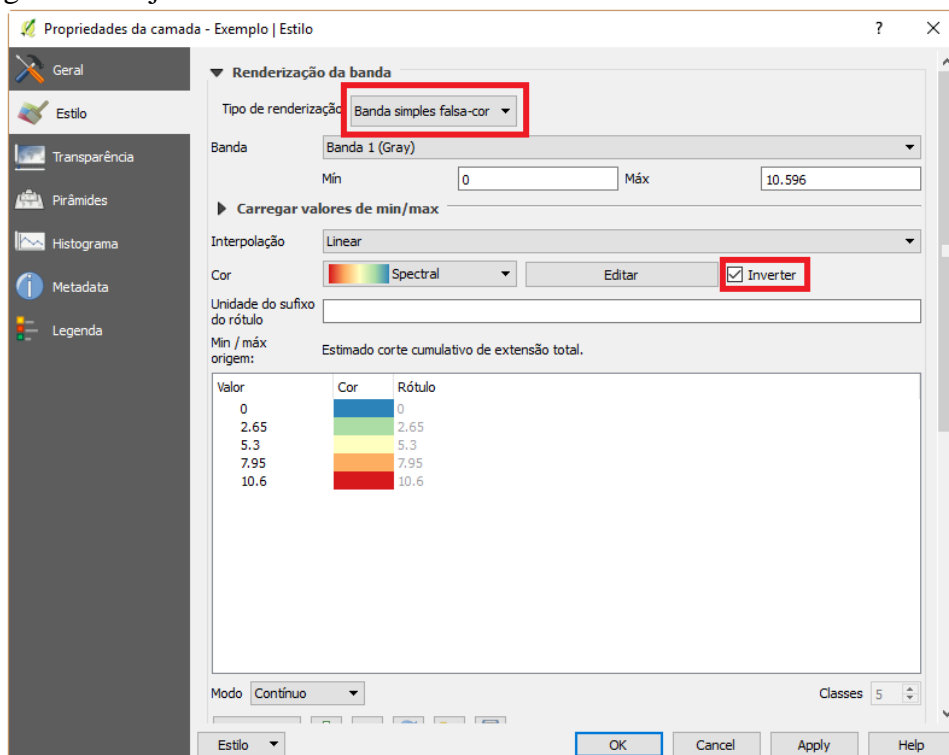 Propriedades da camada - Exemplo | Estilo ?
Geral
Estilo
Transparência
Pirâmides
Histograma
Metadata
Legenda
Renderização da banda
Tipo de renderização Banda simples falsa-cor
Banda Banda 1 (Gray)
Mín 0 Máx 10.596
Carregar valores de min/max
Interpolação Linear
Cor Spectral Editar Inverter
Unidade do sufixo
do rótulo
Min / máx
origem: Estimado corte cumulativo de extensão total.
Valor Cor Rótulo
0 0
2.65 2.65
5.3 5.3
7.95 7.95
10.6 10.6
Modo Contínuo Classes 5
Estilo OK Cancel Apply Help